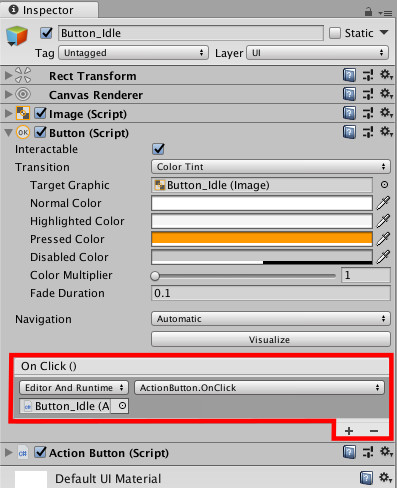 Inspector
Button_Idle
Static
Tag Untagged Layer UI
Rect Transform
Canvas Renderer
Image (Script)
OK Button (Script)
Interactable
Transition Color Tint
Target Graphic Button_Idle (Image)
Normal Color
Highlighted Color
Pressed Color
Disabled Color
Color Multiplier 1
Fade Duration 0.1
Navigation Automatic
Visualize
On Click ()
Editor And Runtime ActionButton.OnClick
Button_Idle (A
+ −
C# Action Button (Script)
Default UI Material